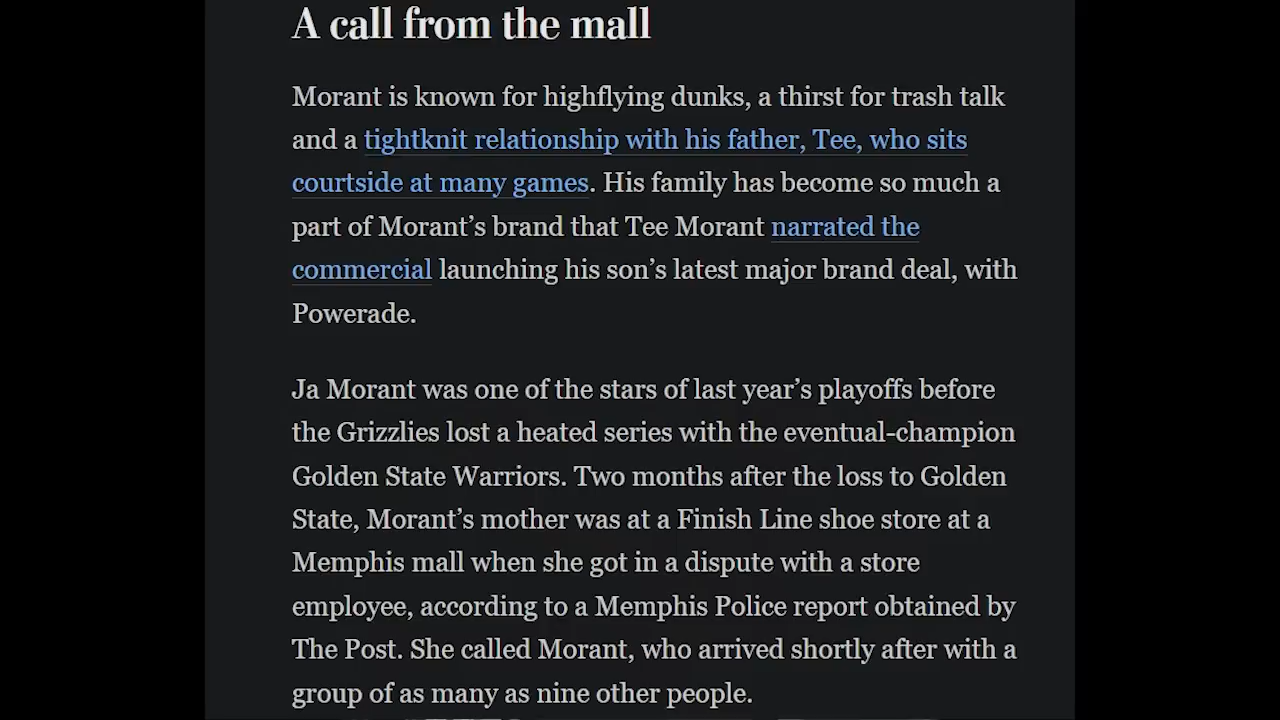 A call from the mall
Morant is known for highflying dunks, a thirst for trash talk
and a tightknit relationship with his father, Tee, who sits
courtside at many games. His family has become so much a
part of Morant’s brand that Tee Morant narrated the
commercial launching his son’s latest major brand deal, with
Powerade.
Ja Morant was one of the stars of last year’s playoffs before
the Grizzlies lost a heated series with the eventual-champion
Golden State Warriors. Two months after the loss to Golden
State, Morant’s mother was at a Finish Line shoe store at a
Memphis mall when she got in a dispute with a store
employee, according to a Memphis Police report obtained by
The Post. She called Morant, who arrived shortly after with a
group of as many as nine other people.